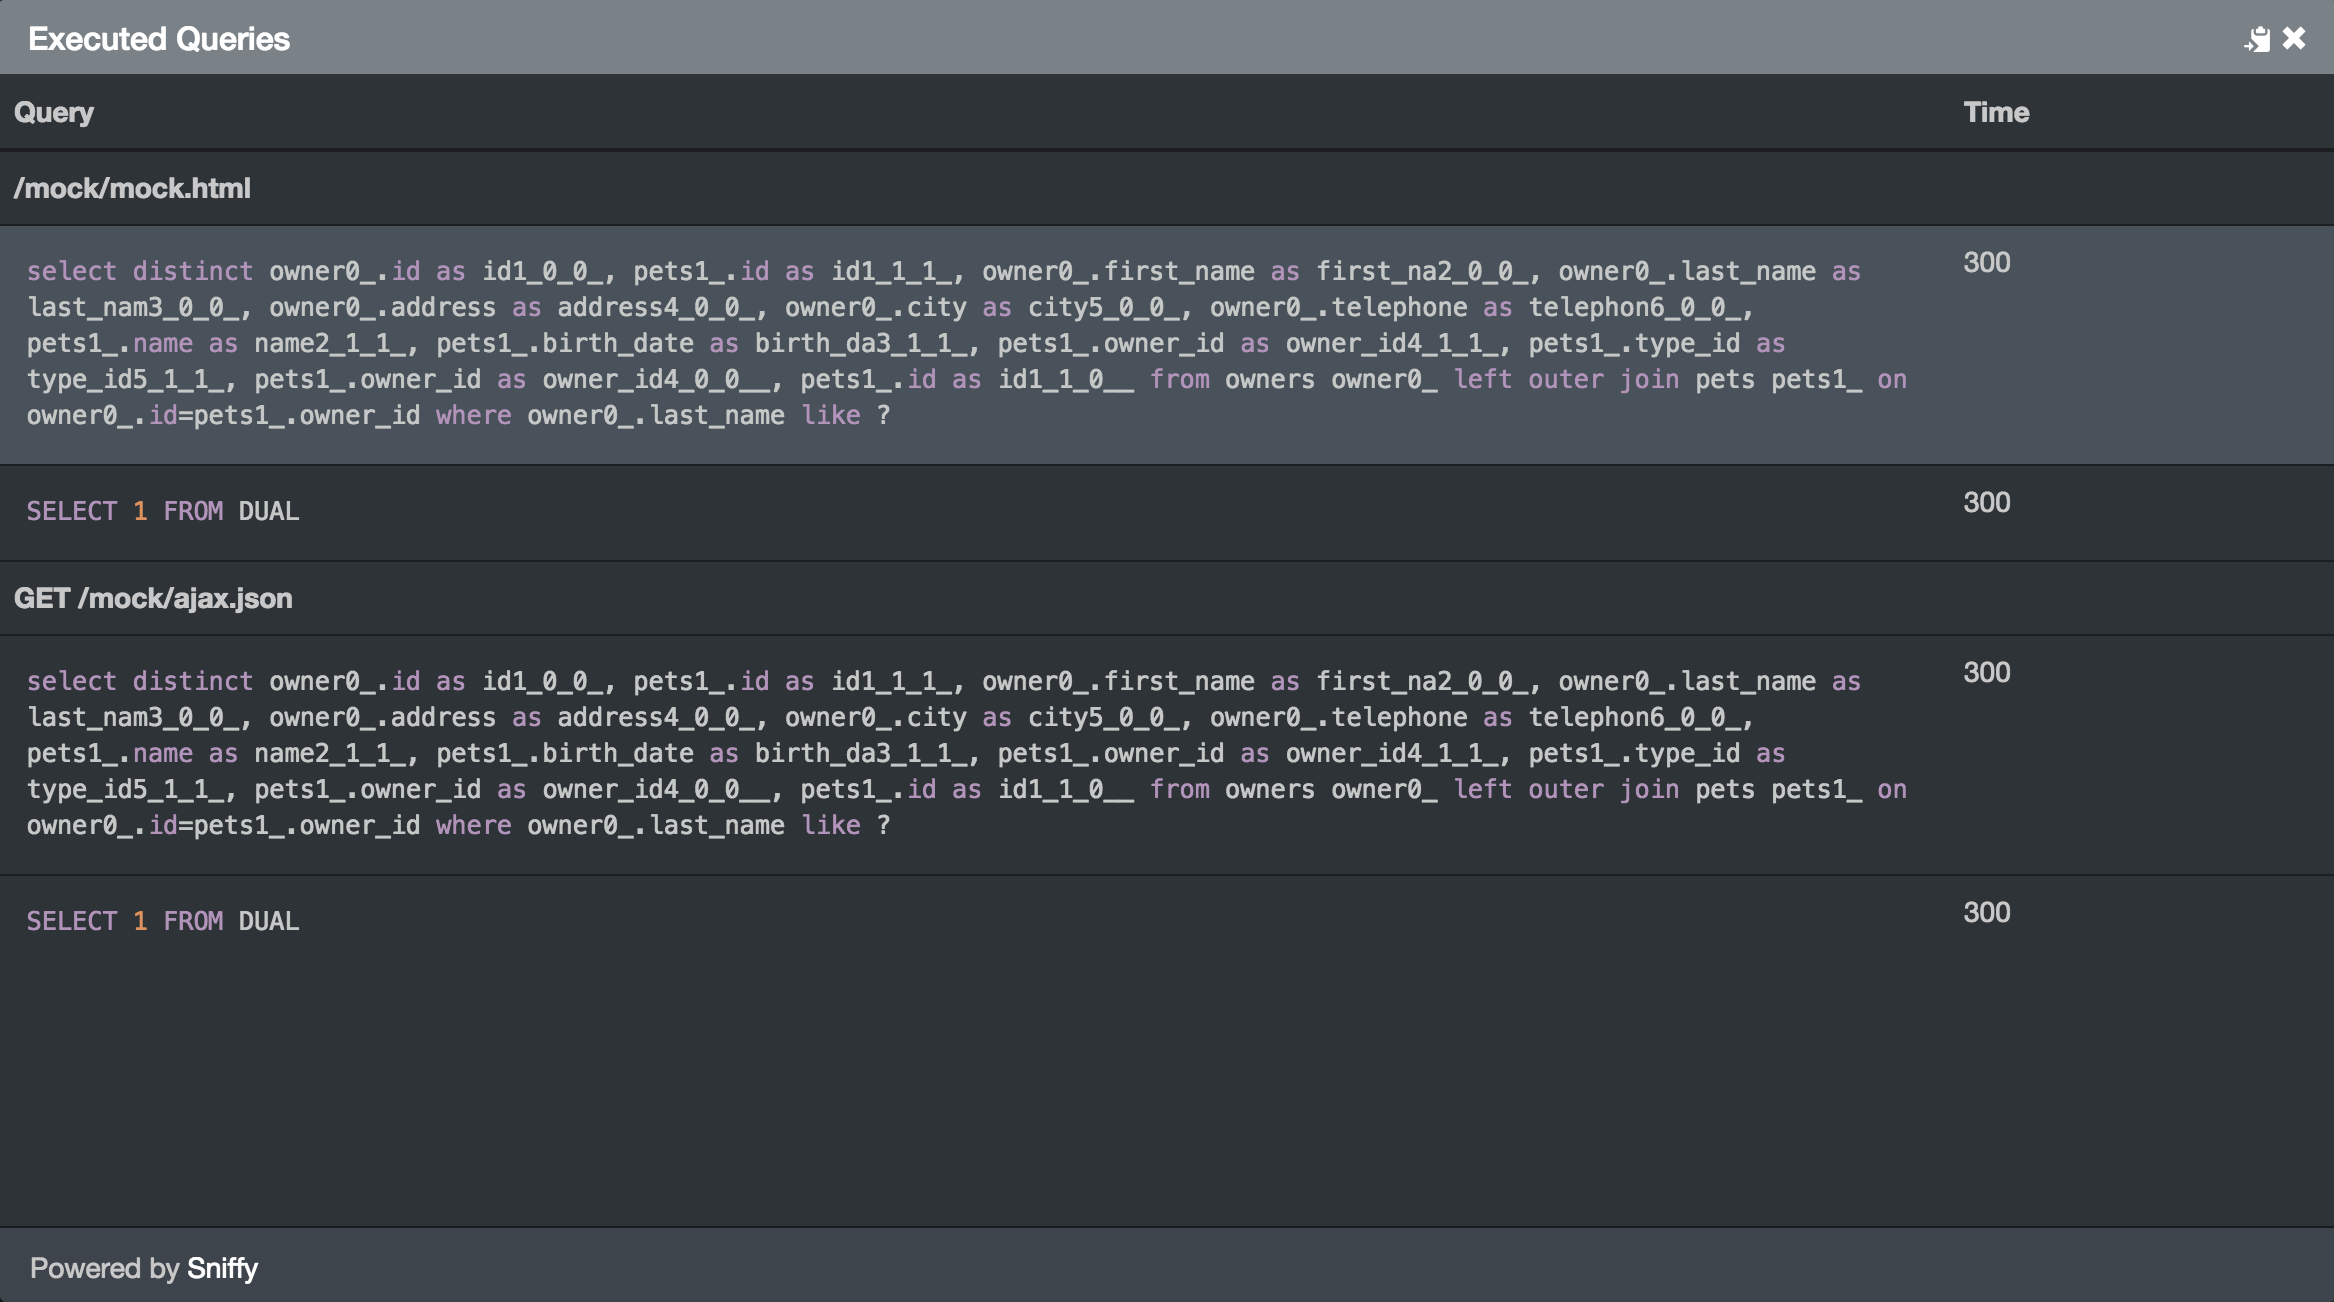 Executed Queries
Query Time
/mock/mock.html
select distinct owner0_.id as id1_0_0_, pets1_.id as id1_1_1_, owner0_.first_name as first_na2_0_0_, owner0_.last_name as 300
last_nam3_0_0_, owner0_.address as address4_0_0_, owner0_.city as city5_0_0_, owner0_.telephone as telephon6_0_0_,
pets1_.name as name2_1_1_, pets1_.birth_date as birth_da3_1_1_, pets1_.owner_id as owner_id4_1_1_, pets1_.type_id as
type_id5_1_1_, pets1_.owner_id as owner_id4_0_0__, pets1_.id as id1_1_0__ from owners owner0_ left outer join pets pets1_ on
owner0_.id=pets1_.owner_id where owner0_.last_name like ?
SELECT 1 FROM DUAL 300
GET /mock/ajax.json
select distinct owner0_.id as id1_0_0_, pets1_.id as id1_1_1_, owner0_.first_name as first_na2_0_0_, owner0_.last_name as 300
last_nam3_0_0_, owner0_.address as address4_0_0_, owner0_.city as city5_0_0_, owner0_.telephone as telephon6_0_0_,
pets1_.name as name2_1_1_, pets1_.birth_date as birth_da3_1_1_, pets1_.owner_id as owner_id4_1_1_, pets1_.type_id as
type_id5_1_1_, pets1_.owner_id as owner_id4_0_0__, pets1_.id as id1_1_0__ from owners owner0_ left outer join pets pets1_ on
owner0_.id=pets1_.owner_id where owner0_.last_name like ?
SELECT 1 FROM DUAL 300
Powered by Sniffy